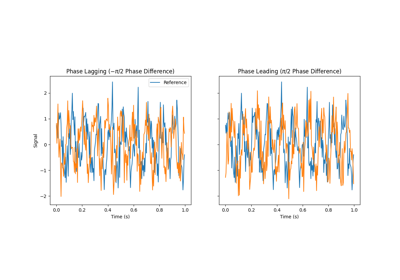 Phase Lagging (−π/2 Phase Difference)
Reference
Signal
2
1
0
−1
−2
0.0 0.2 0.4 0.6 0.8 1.0
Time (s)
Phase Leading (π/2 Phase Difference)
0.0 0.2 0.4 0.6 0.8 1.0
Time (s)